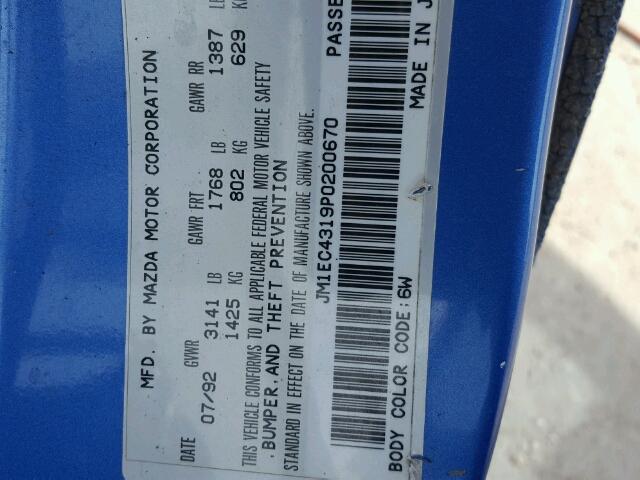 MFD. BY MAZDA MOTOR CORPORATION
DATE GVWR GAWR FRT GAWR RR
07/92 3141 LB 1768 LB 1387 LB
1425 KG 802 KG 629
THIS VEHICLE CONFORMS TO ALL APPLICABLE FEDERAL MOTOR VEHICLE SAFETY
, BUMPER, AND THEFT PREVENTION
STANDARD IN EFFECT ON THE DATE OF MANUFACTURE SHOWN ABOVE.
JM1EC4319P0200670 PASSE
BODY COLOR CODE:6W MADE IN J